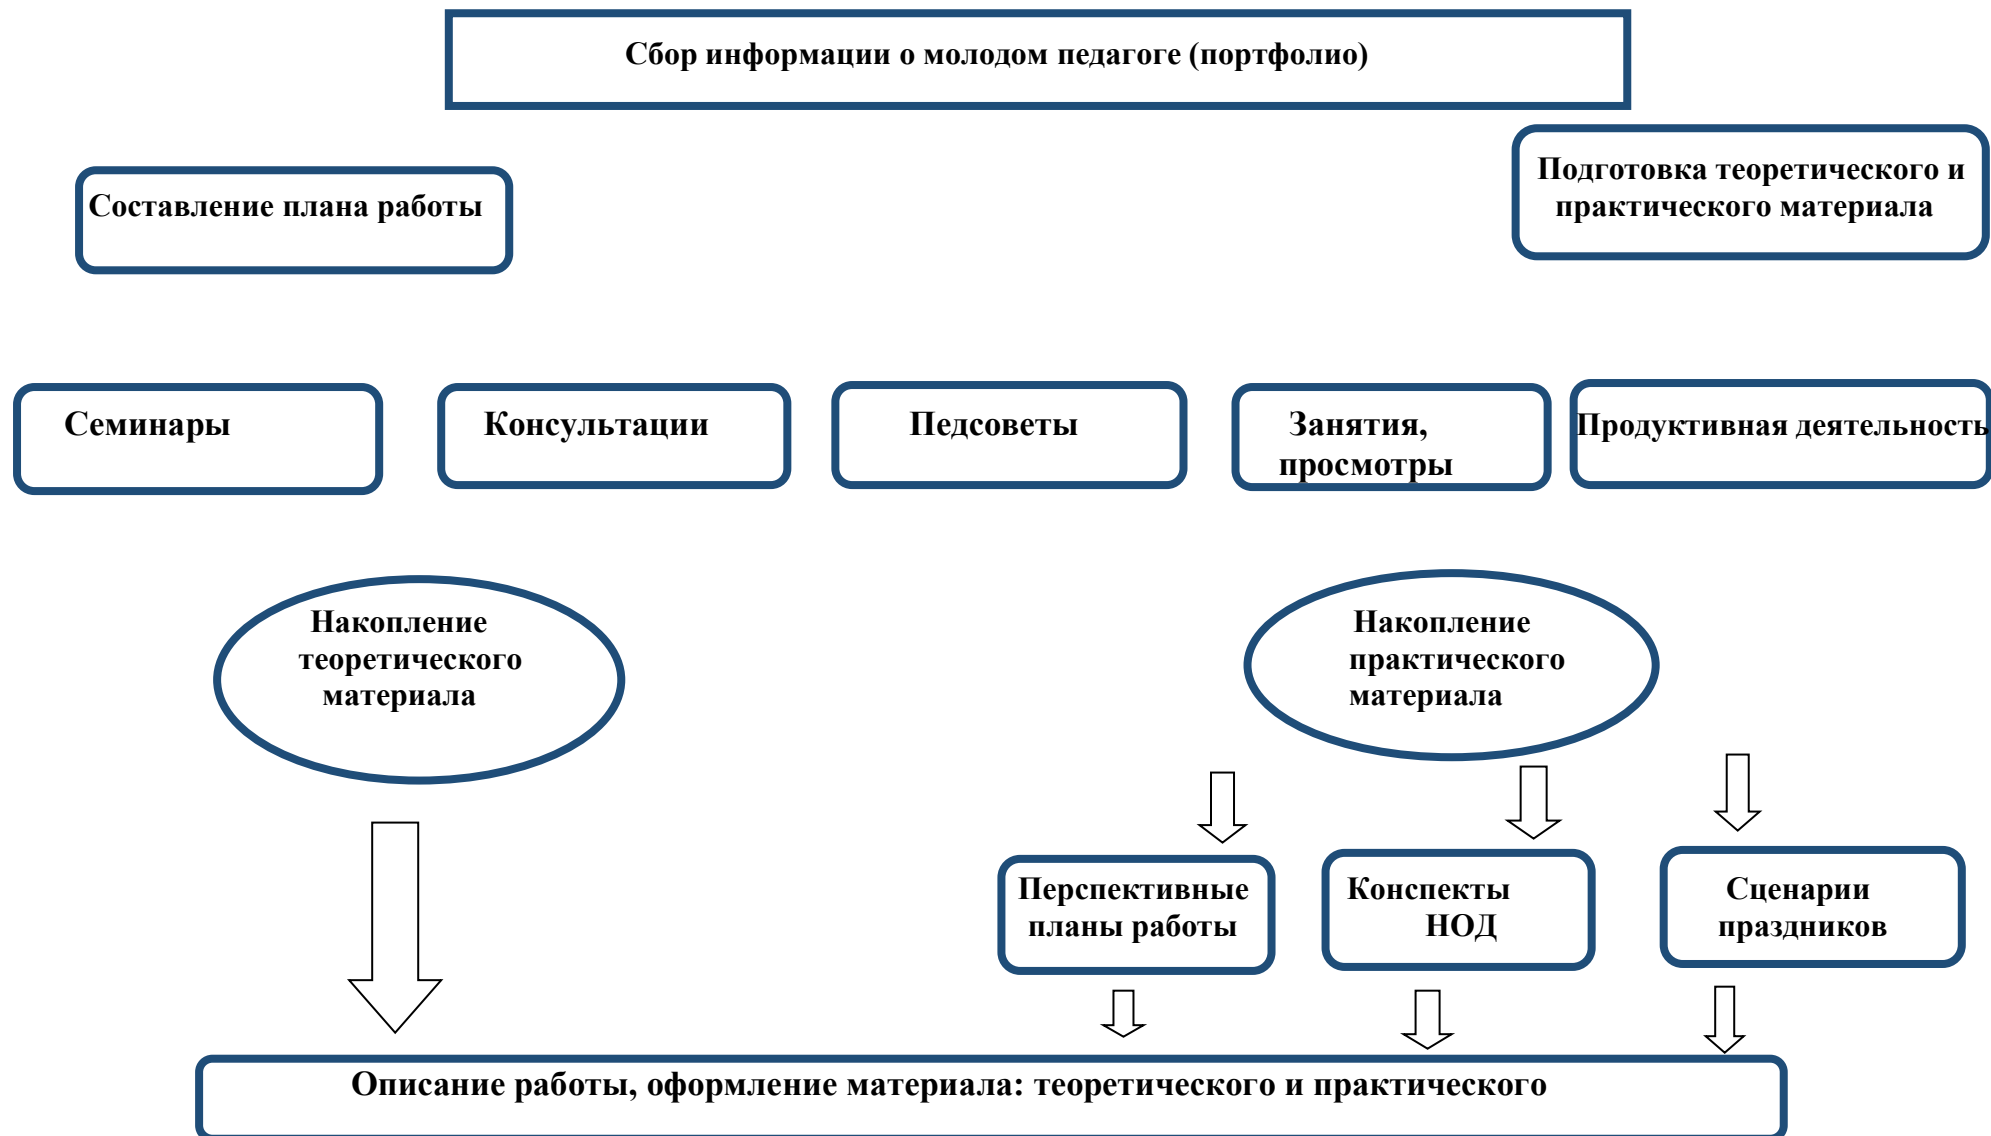 Сбор информации о молодом педагоге (портфолио)
Составление плана работы
Подготовка теоретического и
практического материала
Семинары
Консультации
Педсоветы
Занятия,
просмотры
Продуктивная деятельность
Накопление
теоретического
материала
Накопление
практического
материала
Перспективные
планы работы
Конспекты
НОД
Сценарии
праздников
Описание работы, оформление материала: теоретического и практического